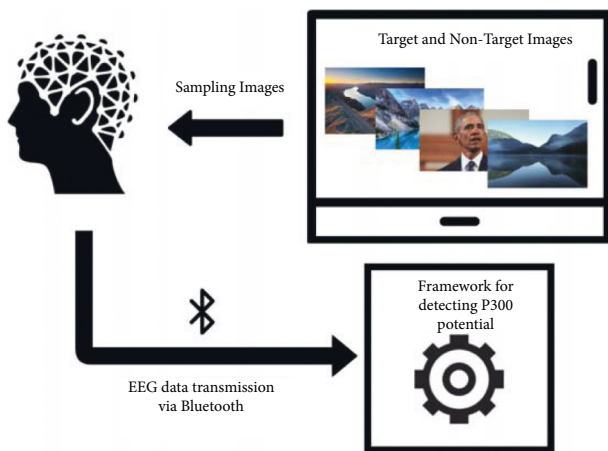 Target and Non-Target Images
Sampling Images
Framework for
detecting P300
potential
EEG data transmission
via Bluetooth